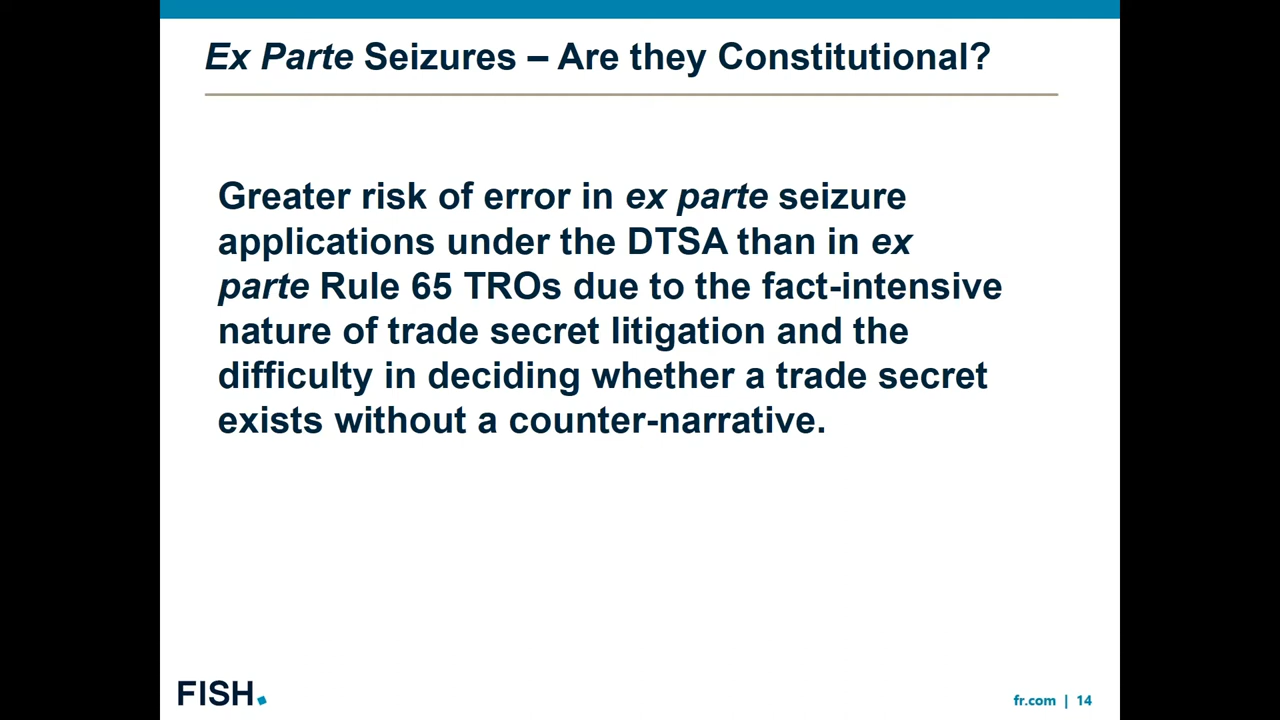 Ex Parte Seizures – Are they Constitutional?
Greater risk of error in ex parte seizure
applications under the DTSA than in ex
parte Rule 65 TROs due to the fact-intensive
nature of trade secret litigation and the
difficulty in deciding whether a trade secret
exists without a counter-narrative.
FISH.
fr.com | 14